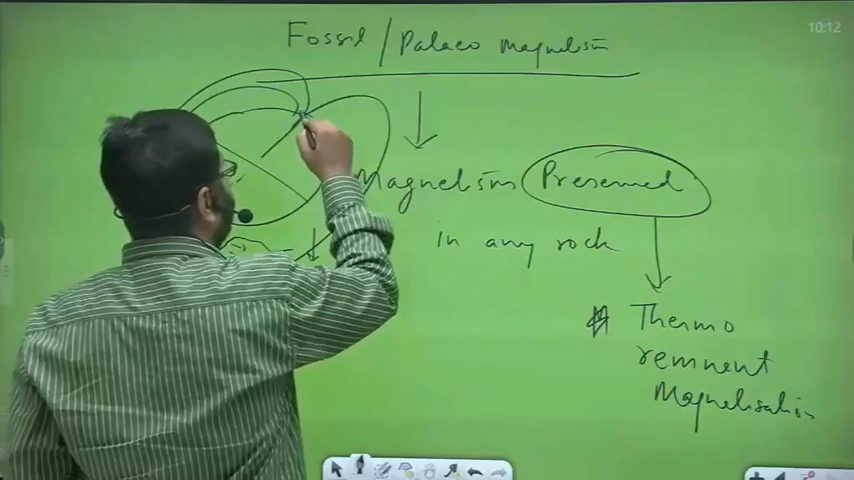 10:12
Fossil / Palaeo magnetism
Magnetism Preserved
in any rock
Thermo
remnent
Magnetisation